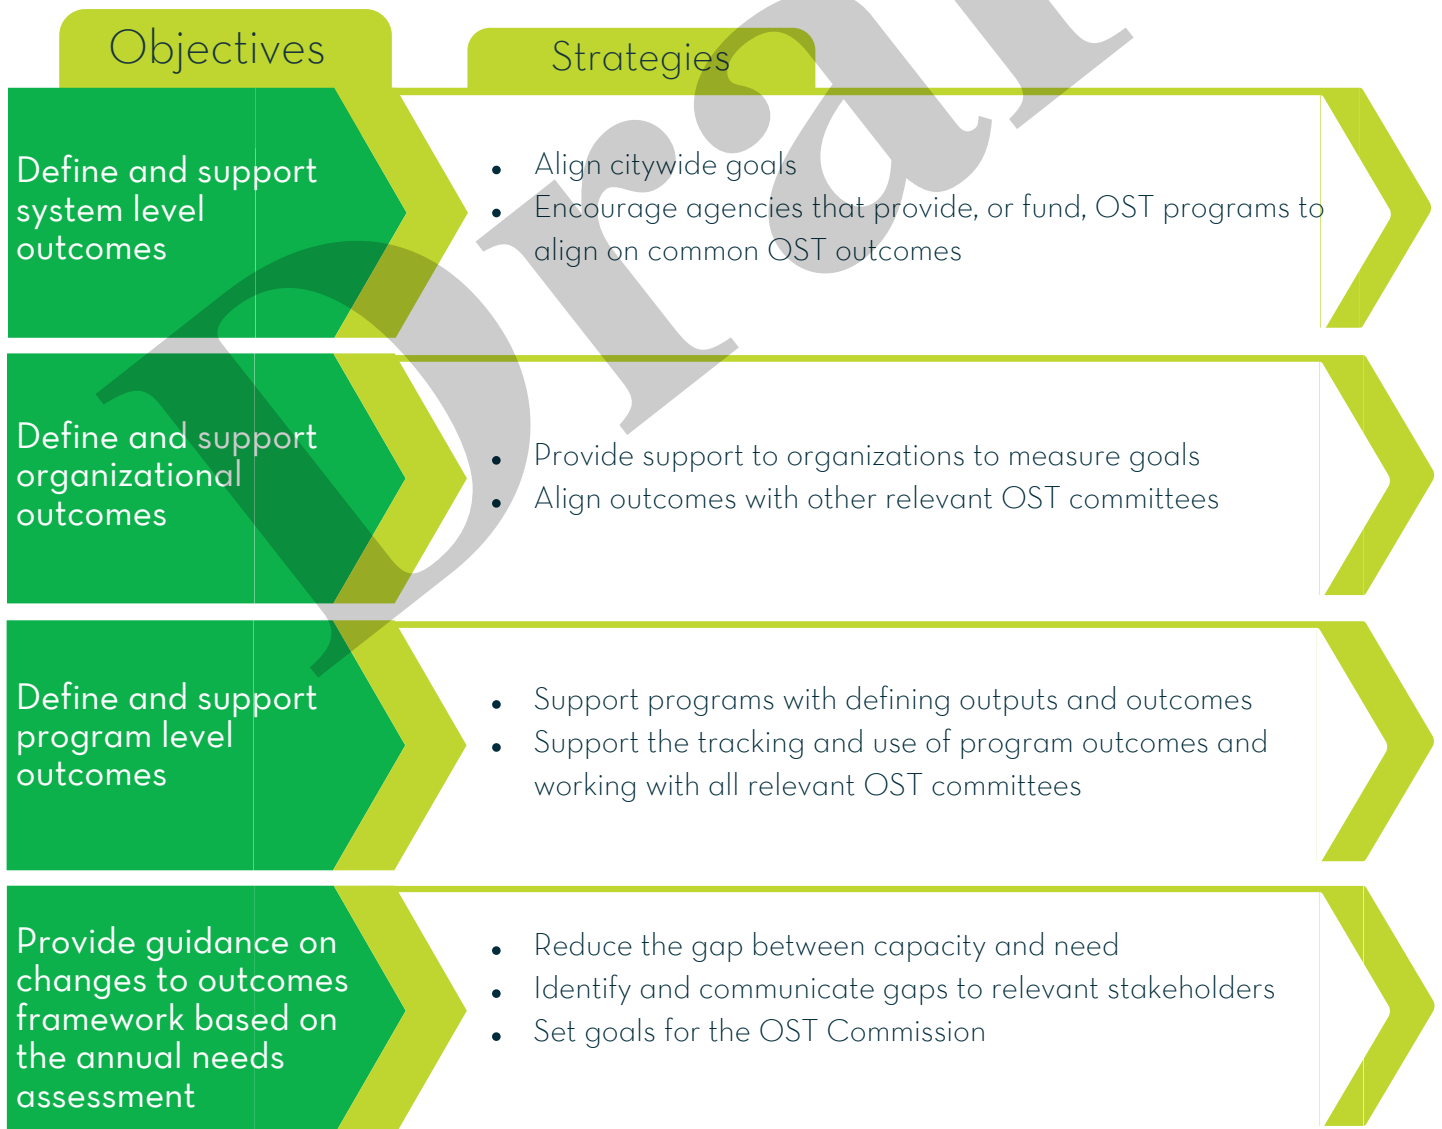 Objectives
Strategies
Define and support
system level
outcomes
• Align citywide goals
• Encourage agencies that provide, or fund, OST programs to
align on common OST outcomes
Define and support
organizational
outcomes
• Provide support to organizations to measure goals
• Align outcomes with other relevant OST committees
Define and support
program level
outcomes
• Support programs with defining outputs and outcomes
• Support the tracking and use of program outcomes and
working with all relevant OST committees
Provide guidance on
changes to outcomes
framework based on
the annual needs
assessment
• Reduce the gap between capacity and need
• Identify and communicate gaps to relevant stakeholders
• Set goals for the OST Commission